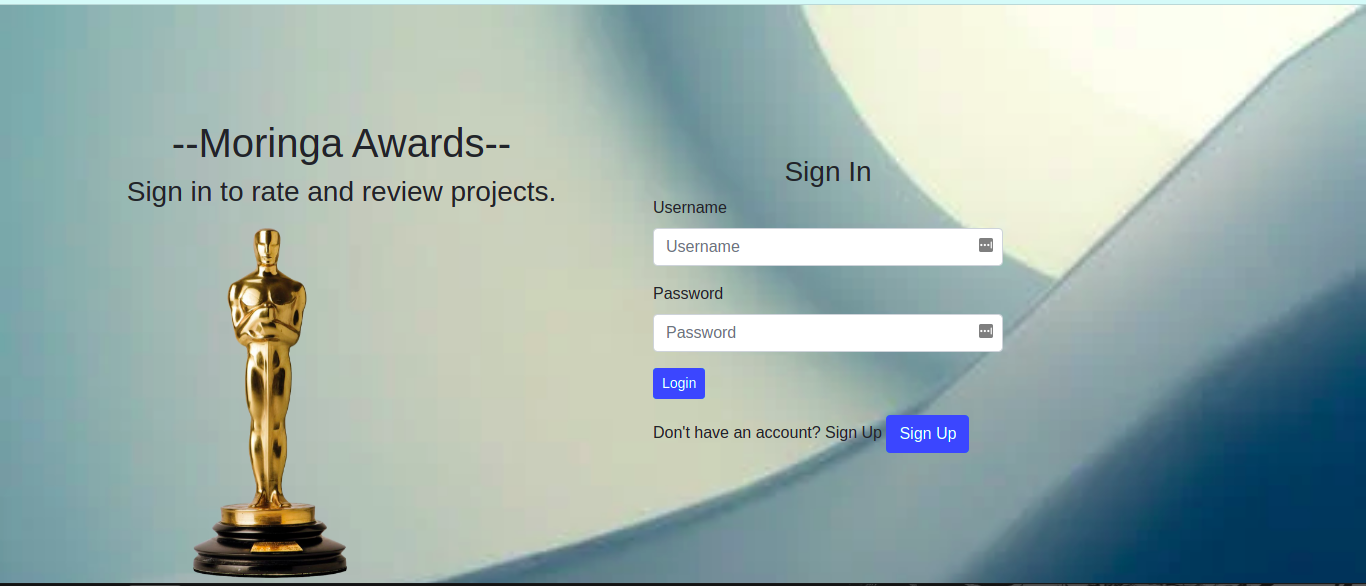 --Moringa Awards--
Sign in to rate and review projects.
Sign In
Username
Username
Password
Password
Login
Don't have an account? Sign Up Sign Up